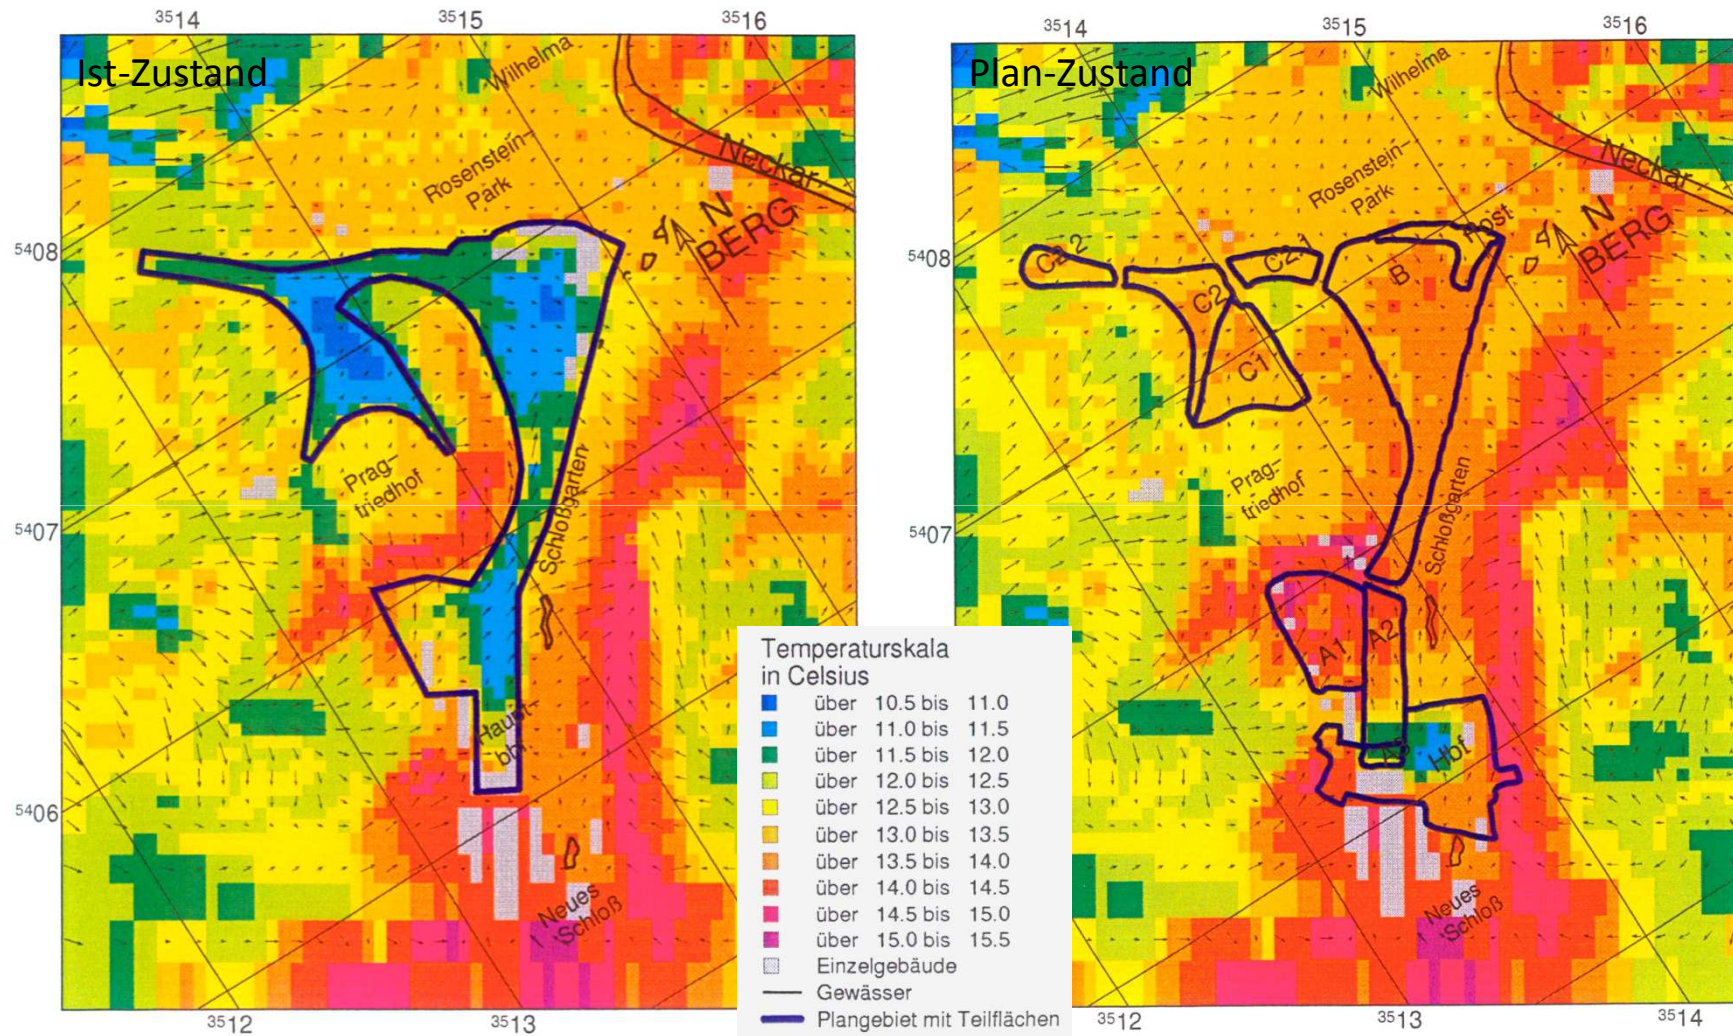 3514
3515
3516
Ist-Zustand
Wilhelma
Rosenstein-
Park
Neckar
N
BERG
5408
Prag-
friedhof
Schloßgarten
5407
Haupt-
bhf
5406
Neues
Schloß
3512
3513
3514
3515
3516
Plan-Zustand
Wilhelma
Rosenstein-
Park
Neckar
N
BERG
Post
5408
C2.2
C2.1
B
C2
C1
Prag-
friedhof
Schloßgarten
5407
A1
A2
A3
Hbf
Neues
Schloß
3512
3513
3514
Temperaturskala
in Celsius
über 10.5 bis 11.0
über 11.0 bis 11.5
über 11.5 bis 12.0
über 12.0 bis 12.5
über 12.5 bis 13.0
über 13.0 bis 13.5
über 13.5 bis 14.0
über 14.0 bis 14.5
über 14.5 bis 15.0
über 15.0 bis 15.5
Einzelgebäude
Gewässer
Plangebiet mit Teilflächen